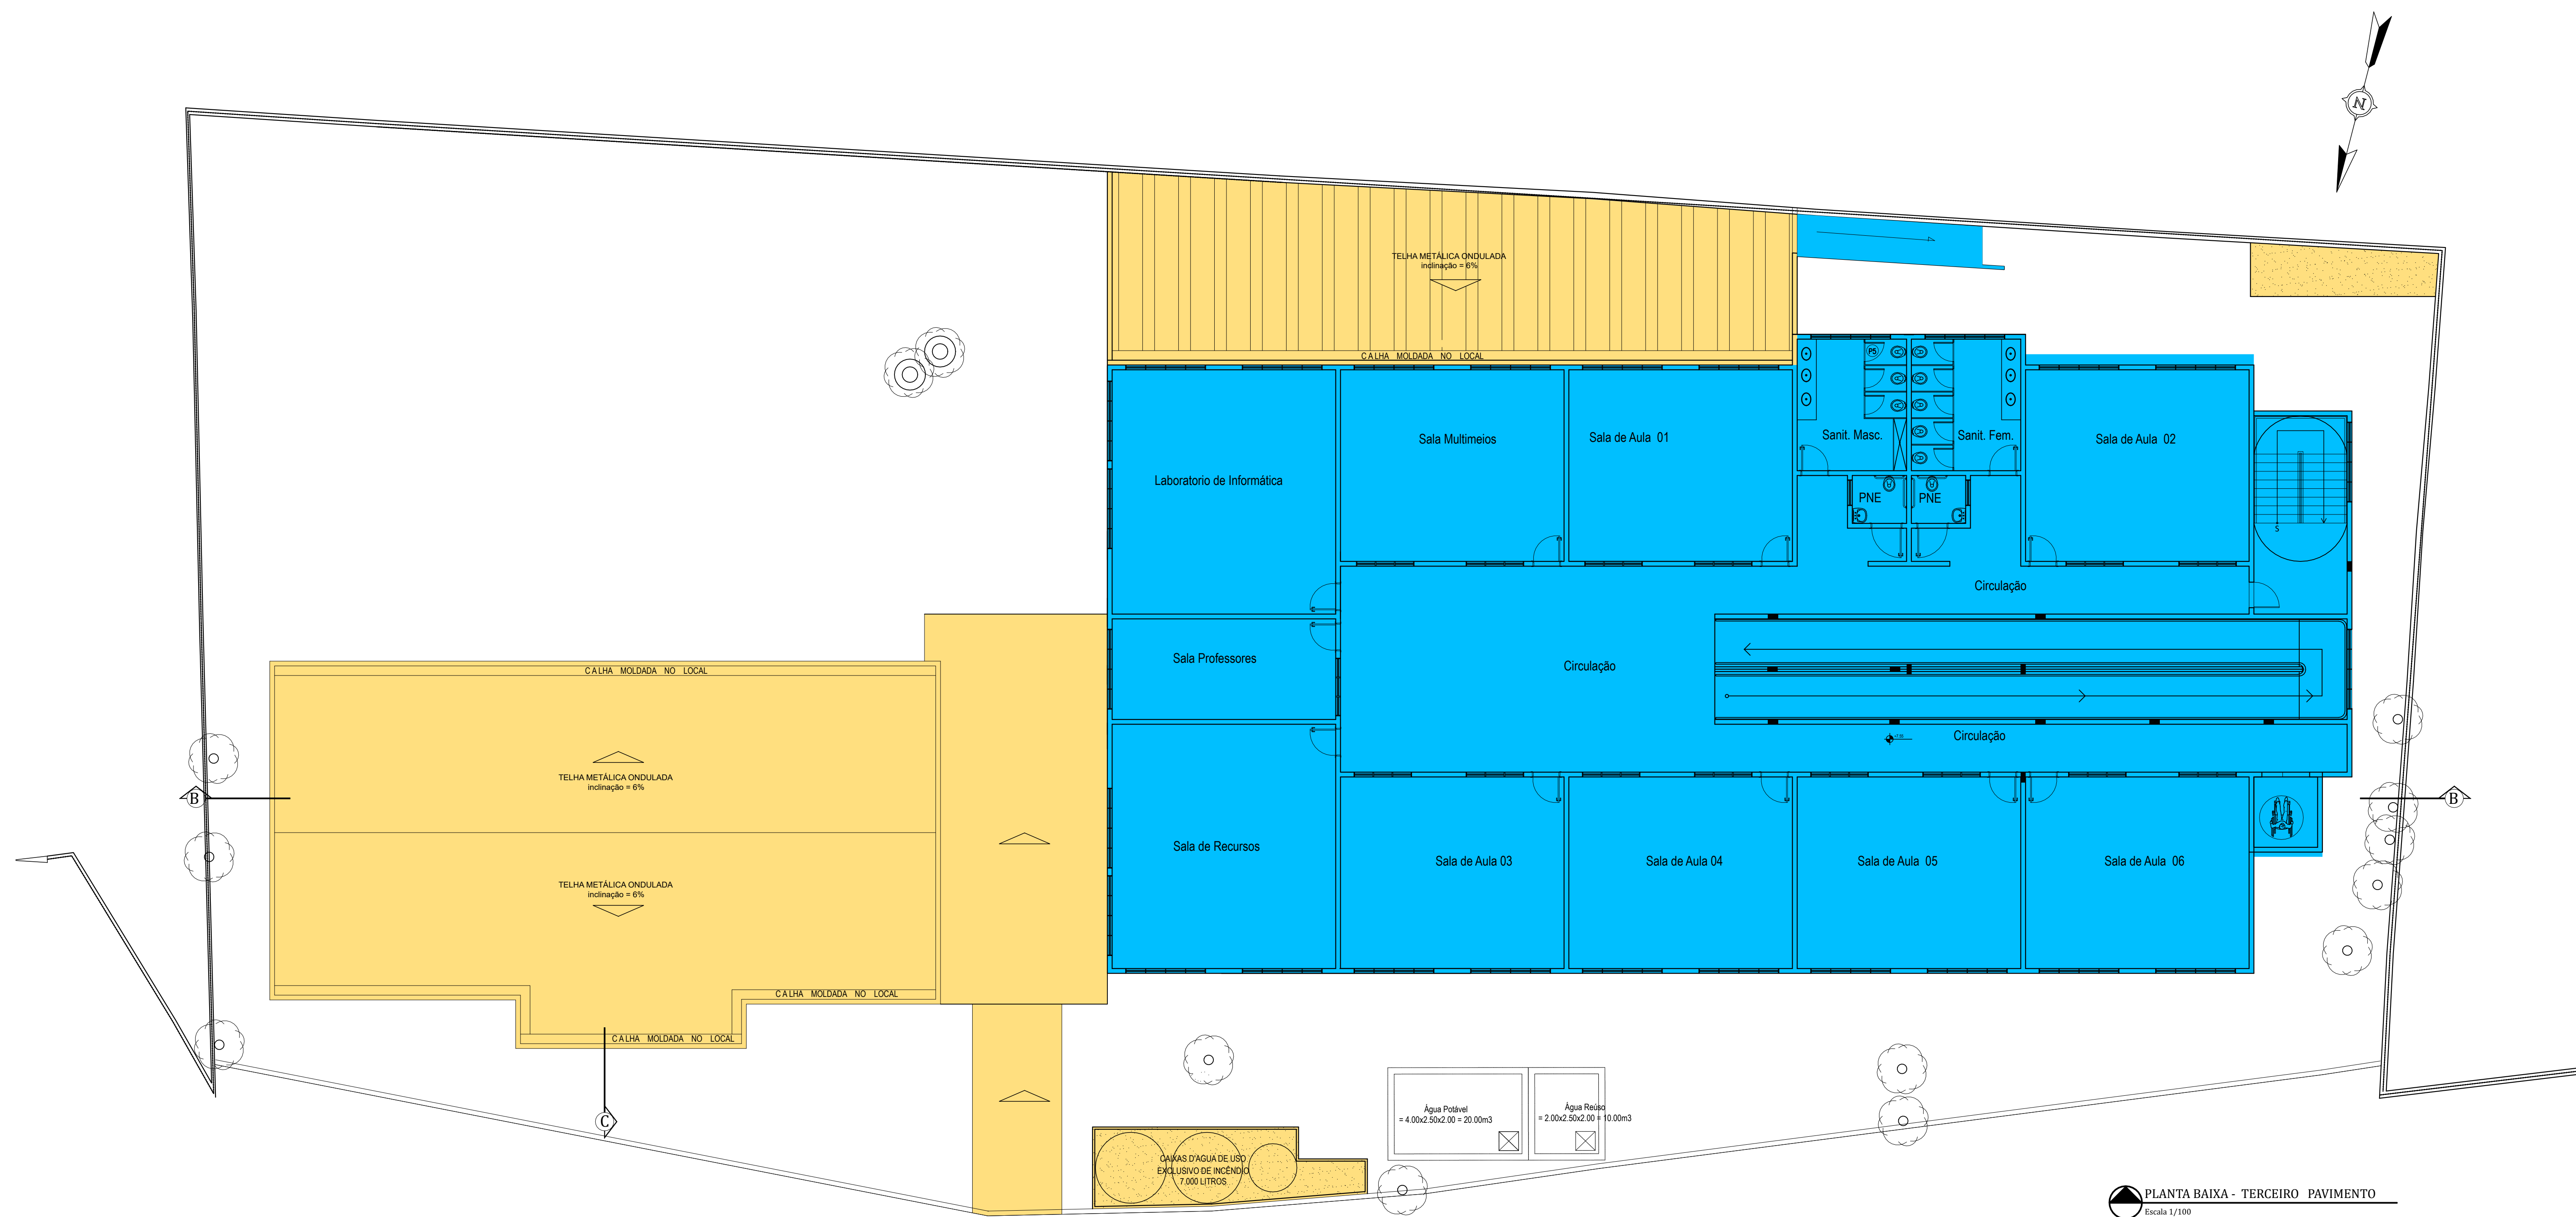 N
TELHA METÁLICA ONDULADA
inclinação = 6%
CALHA MOLDADA NO LOCAL
P5
Sala Multimeios
Sala de Aula 01
Sanit. Masc.
Sanit. Fem.
Sala de Aula 02
Laboratorio de Informática
PNE
PNE
S
Circulação
Sala Professores
Circulação
CALHA MOLDADA NO LOCAL
Circulação
TELHA METÁLICA ONDULADA
inclinação = 6%
B
B
Sala de Recursos
Sala de Aula 03
Sala de Aula 04
Sala de Aula 05
Sala de Aula 06
TELHA METÁLICA ONDULADA
inclinação = 6%
CALHA MOLDADA NO LOCAL
CALHA MOLDADA NO LOCAL
C
Água Potável
= 4.00x2.50x2.00 = 20.00m3
Água Reúso
= 2.00x2.50x2.00 = 10.00m3
CAIXAS D'AGUA DE USO
EXCLUSIVO DE INCÊNDIO
7.000 LITROS
PLANTA BAIXA - TERCEIRO PAVIMENTO
Escala 1/100